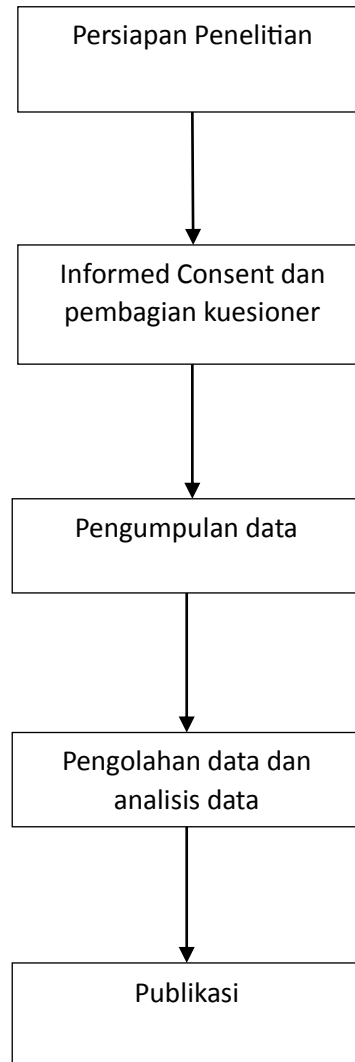 Persiapan Penelitian
Informed Consent dan
pembagian kuesioner
Pengumpulan data
Pengolahan data dan
analisis data
Publikasi